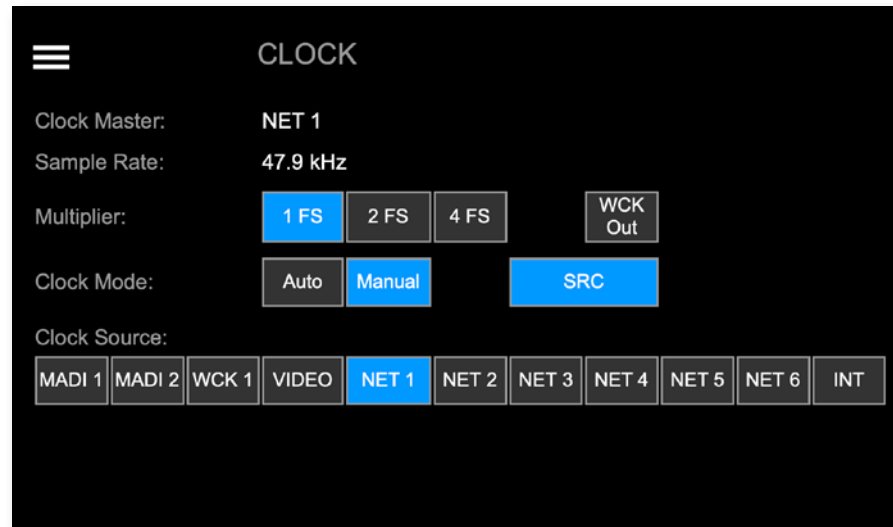 CLOCK
Clock Master: NET 1
Sample Rate: 47.9 kHz
Multiplier: 1 FS 2 FS 4 FS WCK
Out
Clock Mode: Auto Manual SRC
Clock Source:
MADI 1 MADI 2 WCK 1 VIDEO NET 1 NET 2 NET 3 NET 4 NET 5 NET 6 INT